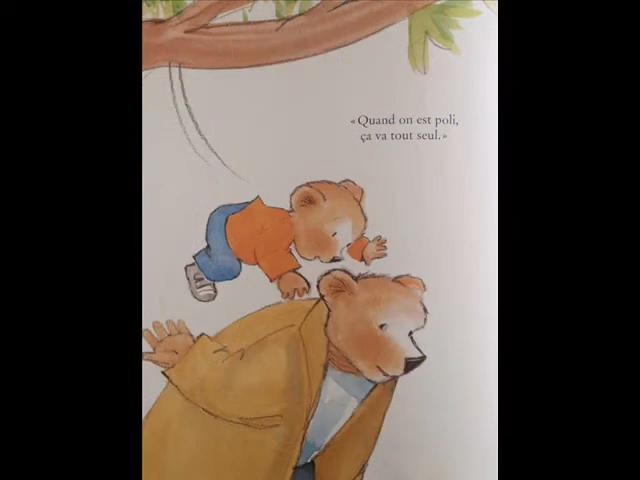 «Quand on est poli,
ça va tout seul.»